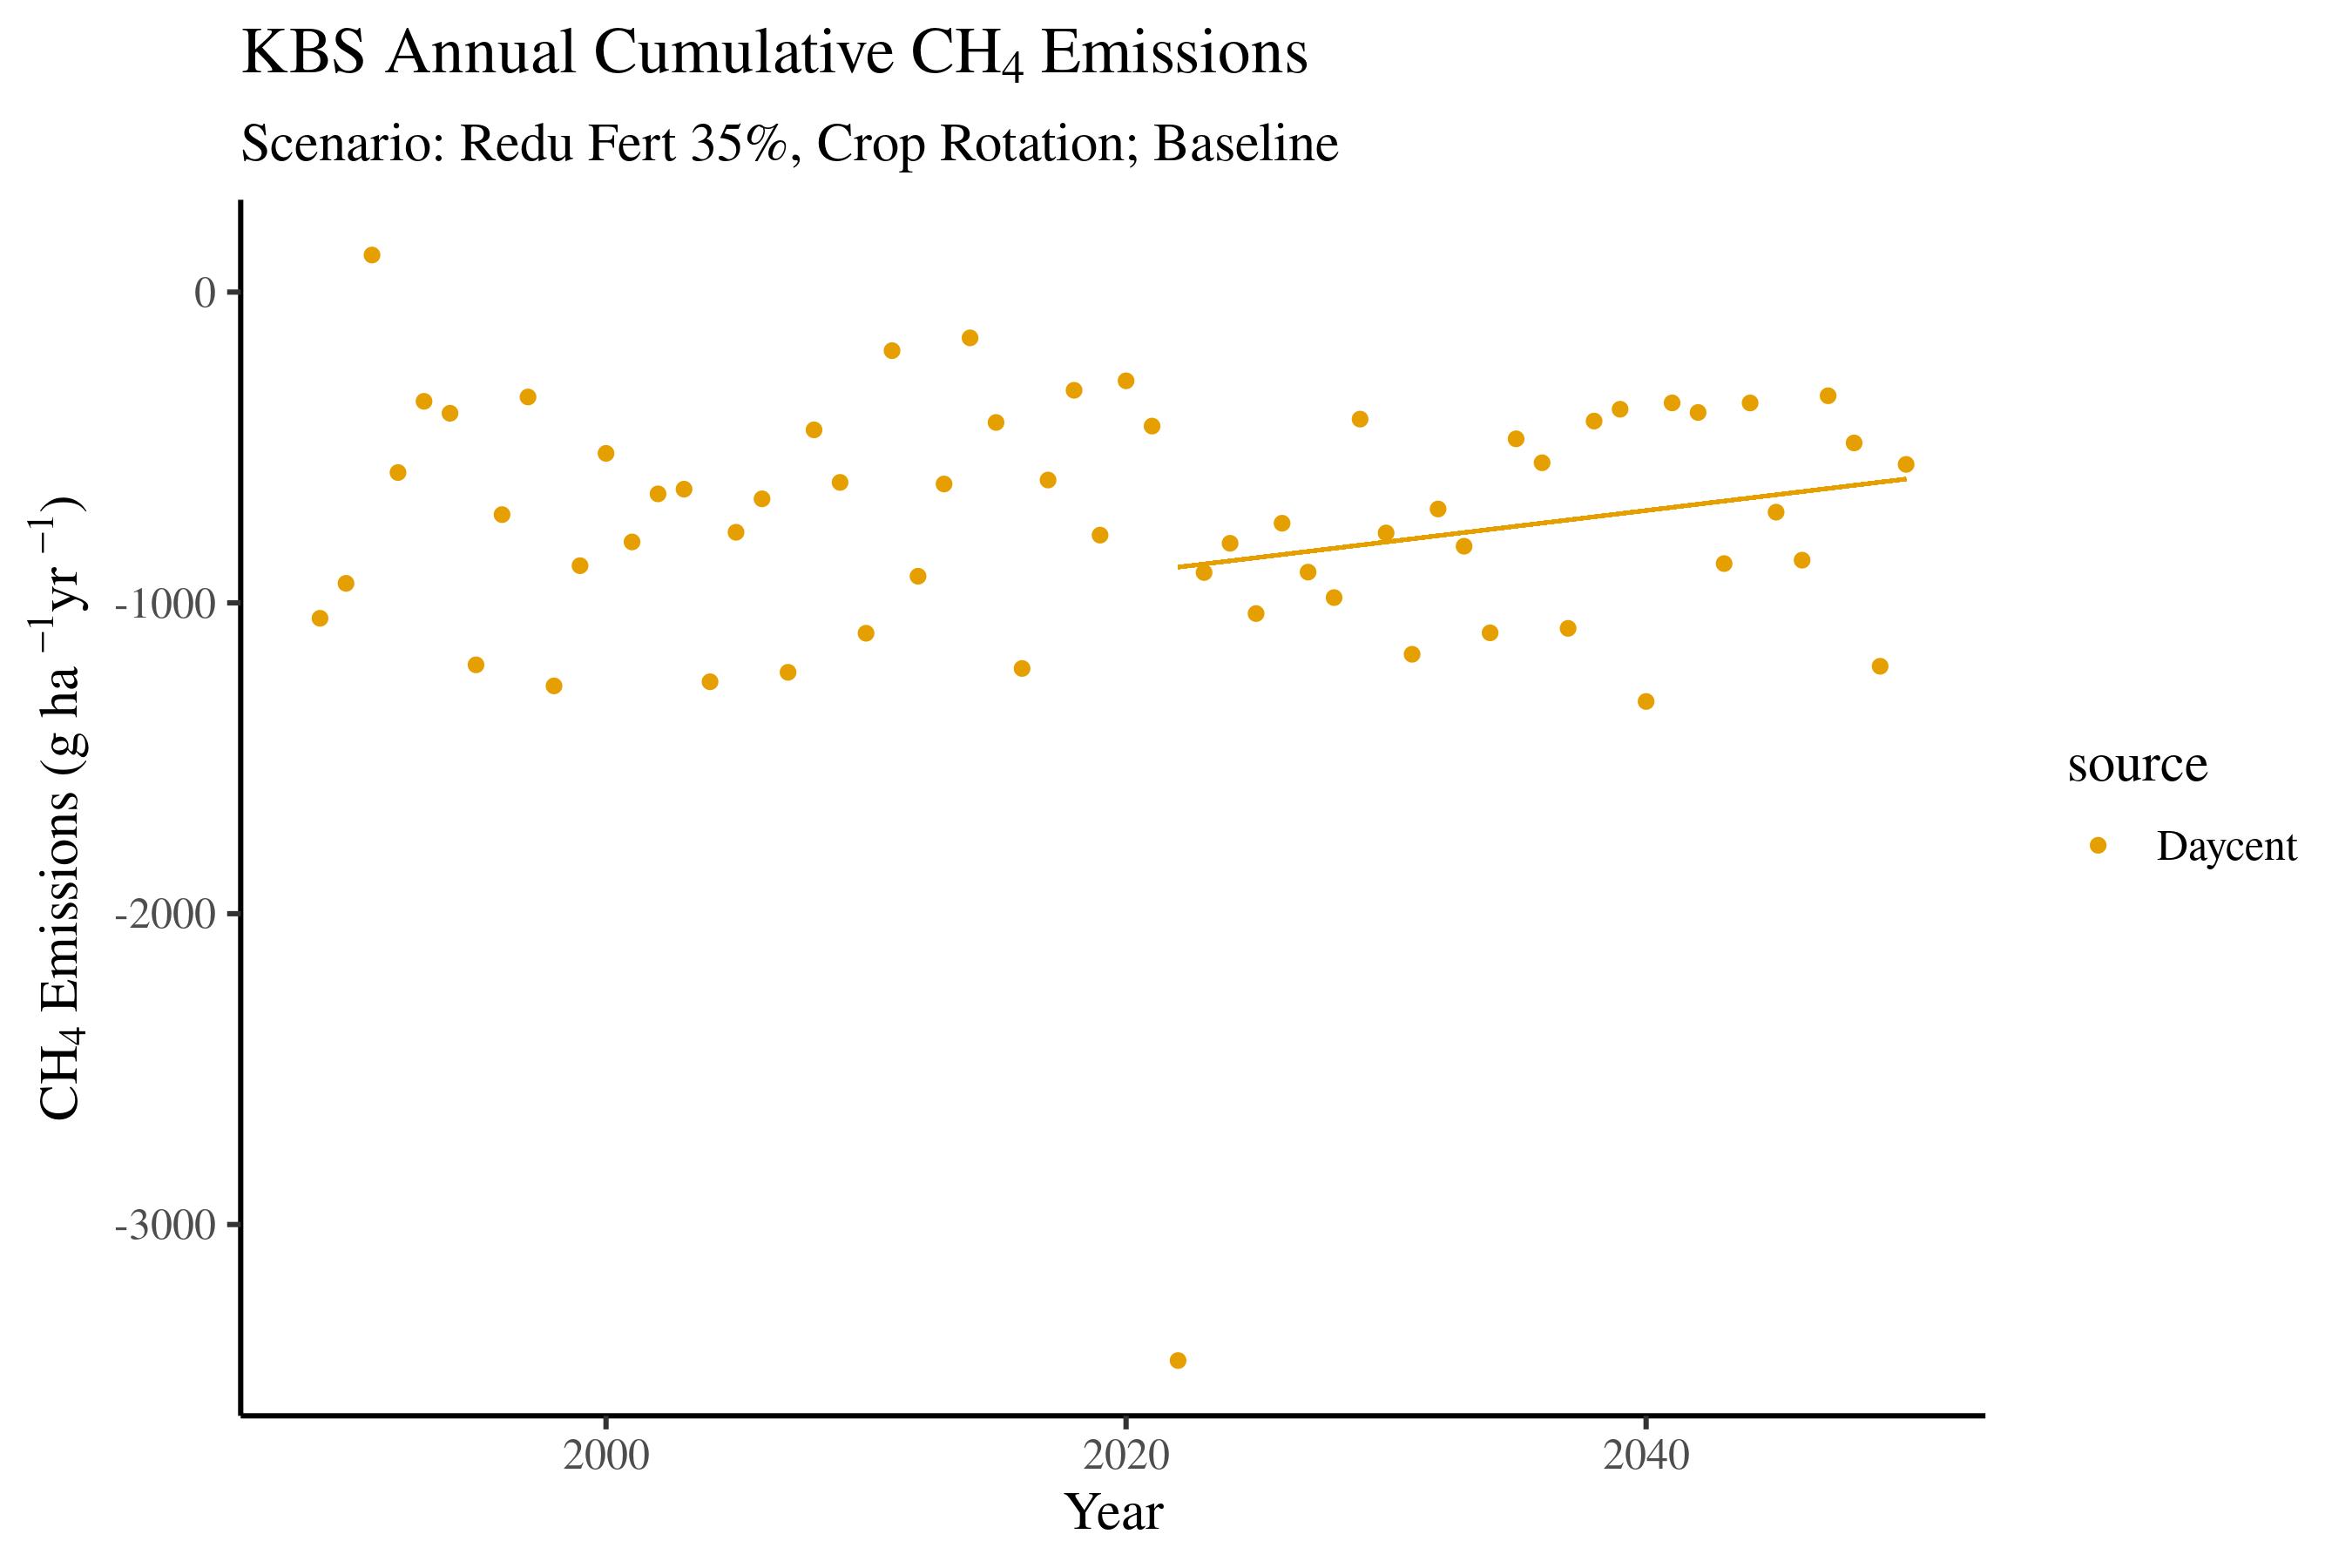 KBS Annual Cumulative CH₄ Emissions
Scenario: Redu Fert 35%, Crop Rotation; Baseline
CH₄ Emissions (g ha⁻¹yr⁻¹)
0
-1000
-2000
-3000
2000 2020 2040
Year
source
Daycent